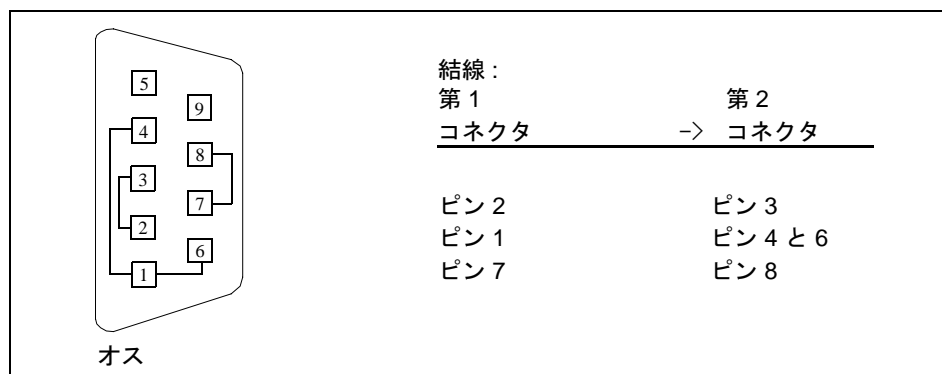 5
9
4
8
3
7
2
6
1
オス
結線 :
第 1 第 2
コネクタ -> コネクタ
ピン 2 ピン 3
ピン 1 ピン 4 と 6
ピン 7 ピン 8